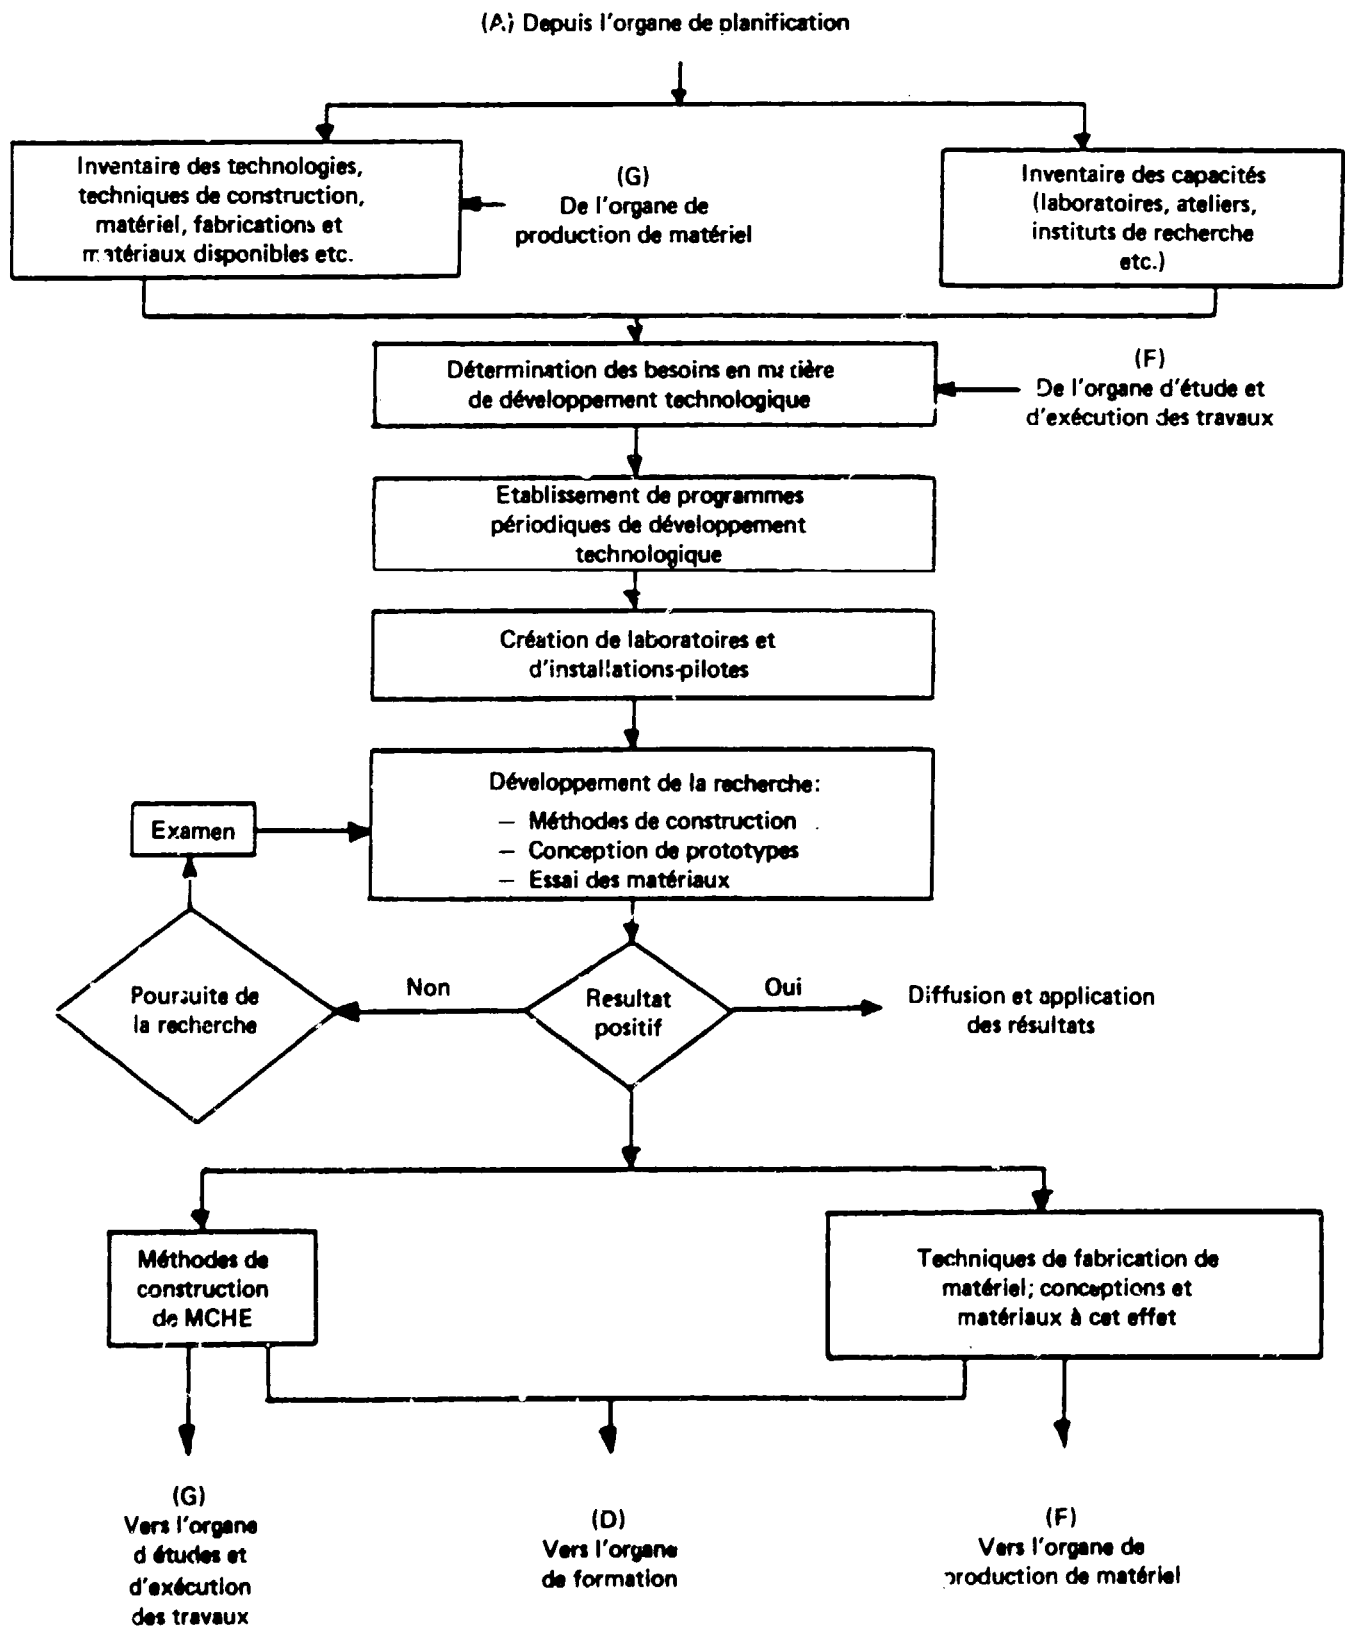 (A) Depuis l'organe de planification
Inventaire des technologies,
techniques de construction,
matériel, fabrications et
matériaux disponibles etc.
(G)
De l'organe de
production de matériel
Inventaire des capacités
(laboratoires, ateliers,
instituts de recherche
etc.)
Détermination des besoins en matière
de développement technologique
(F)
De l'organe d'étude et
d'exécution des travaux
Etablissement de programmes
périodiques de développement
technologique
Création de laboratoires et
d'installations-pilotes
Développement de la recherche:
– Méthodes de construction
– Conception de prototypes
– Essai des matériaux
Examen
Poursuite de
la recherche
Non
Resultat
positif
Oui
Diffusion et application
des résultats
Méthodes de
construction
de MCHE
Techniques de fabrication de
matériel; conceptions et
matériaux à cet effet
(G)
Vers l'organe
d'études et
d'exécution
des travaux
(D)
Vers l'organe
de formation
(F)
Vers l'organe de
production de matériel